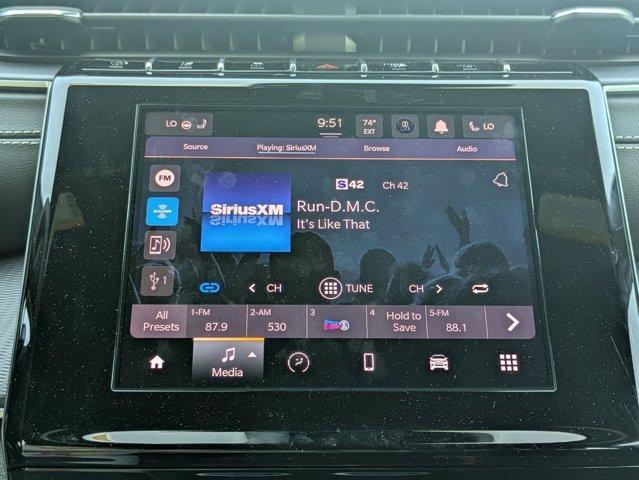 LO 9:51 74° EXT LO
Source Playing: SiriusXM Browse Audio
FM
S 42 Ch 42
SiriusXM
Run-D.M.C.
It's Like That
1
< CH TUNE CH >
All Presets 1-FM 87.9 2-AM 530 3 4 Hold to Save 5-FM 88.1
Media